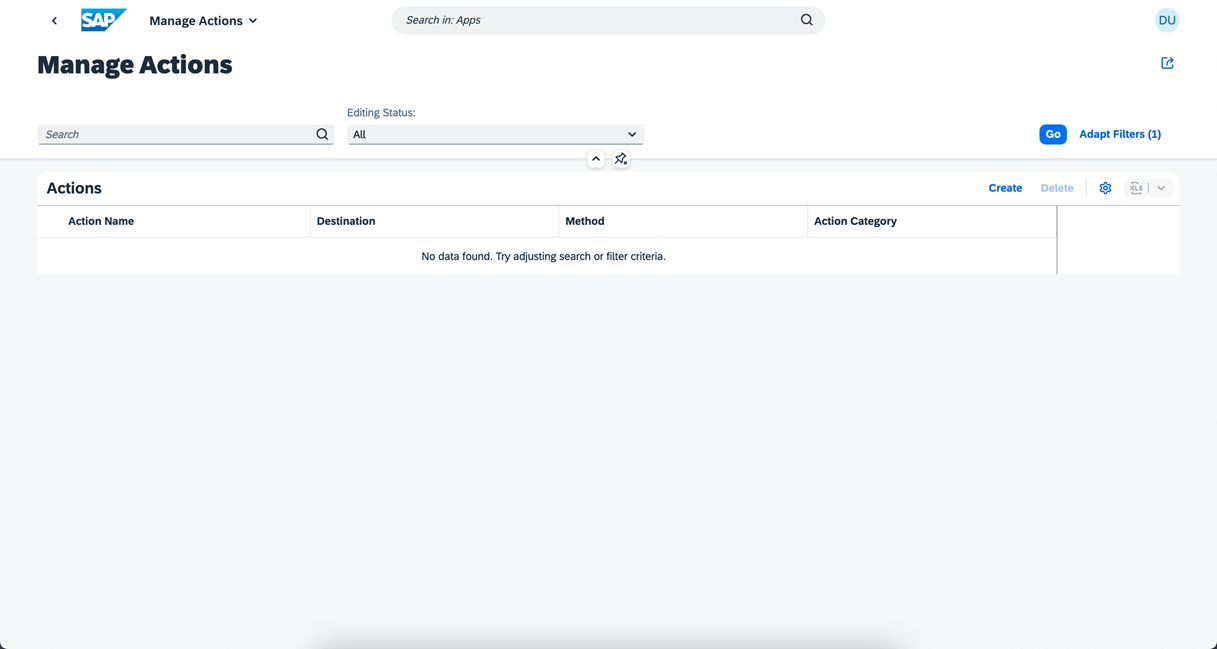 SAP
Manage Actions
Search in: Apps
DU
Manage Actions
Editing Status:
Search
All
Go
Adapt Filters (1)
Actions
Create
Delete
XLS
Action Name
Destination
Method
Action Category
No data found. Try adjusting search or filter criteria.